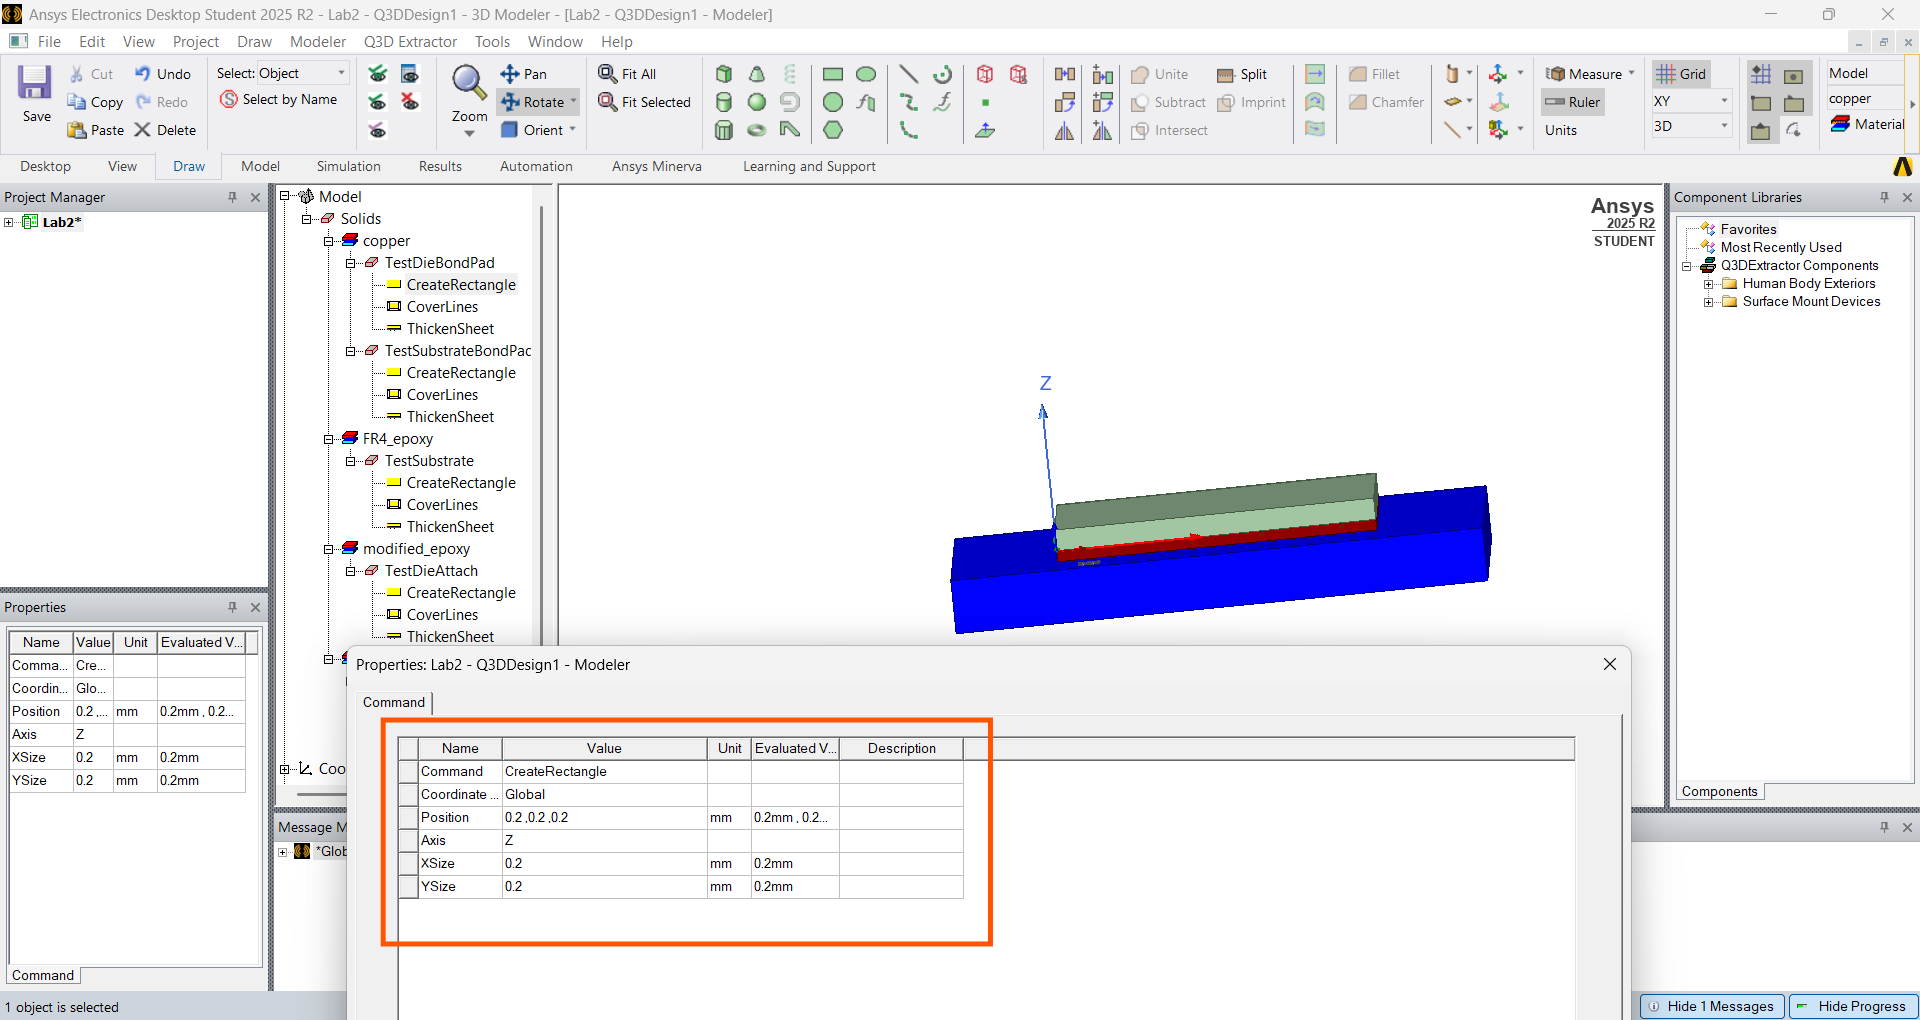 Ansys Electronics Desktop Student 2025 R2 - Lab2 - Q3DDesign1 - 3D Modeler - [Lab2 - Q3DDesign1 - Modeler]
File Edit View Project Draw Modeler Q3D Extractor Tools Window Help
Save
Cut
Copy
Paste
Undo
Redo
Delete
Select: Object
Select by Name
Zoom
Pan
Rotate
Orient
Fit All
Fit Selected
Unite
Subtract
Intersect
Split
Imprint
Fillet
Chamfer
Measure
Ruler
Units
Grid
XY
3D
Model
copper
Material
Desktop View Draw Model Simulation Results Automation Ansys Minerva Learning and Support
Project Manager
Lab2*
Model
Solids
copper
TestDieBondPad
CreateRectangle
CoverLines
ThickenSheet
TestSubstrateBondPac
CreateRectangle
CoverLines
ThickenSheet
FR4_epoxy
TestSubstrate
CreateRectangle
CoverLines
ThickenSheet
modified_epoxy
TestDieAttach
CreateRectangle
CoverLines
ThickenSheet
Coo
Ansys
2025 R2
STUDENT
Z
Component Libraries
Favorites
Most Recently Used
Q3DExtractor Components
Human Body Exteriors
Surface Mount Devices
Components
Properties
Name Value Unit Evaluated V...
Comma... Cre...
Coordin... Glo...
Position 0.2 ,... mm 0.2mm , 0.2...
Axis Z
XSize 0.2 mm 0.2mm
YSize 0.2 mm 0.2mm
Command
Message M
*Glob
Properties: Lab2 - Q3DDesign1 - Modeler
Command
Name Value Unit Evaluated V... Description
Command CreateRectangle
Coordinate ... Global
Position 0.2 ,0.2 ,0.2 mm 0.2mm , 0.2...
Axis Z
XSize 0.2 mm 0.2mm
YSize 0.2 mm 0.2mm
1 object is selected
Hide 1 Messages
Hide Progress